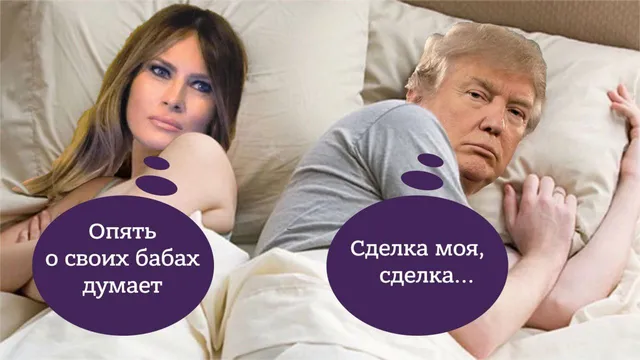 Опять
о своих бабах
думает
Сделка моя,
сделка...